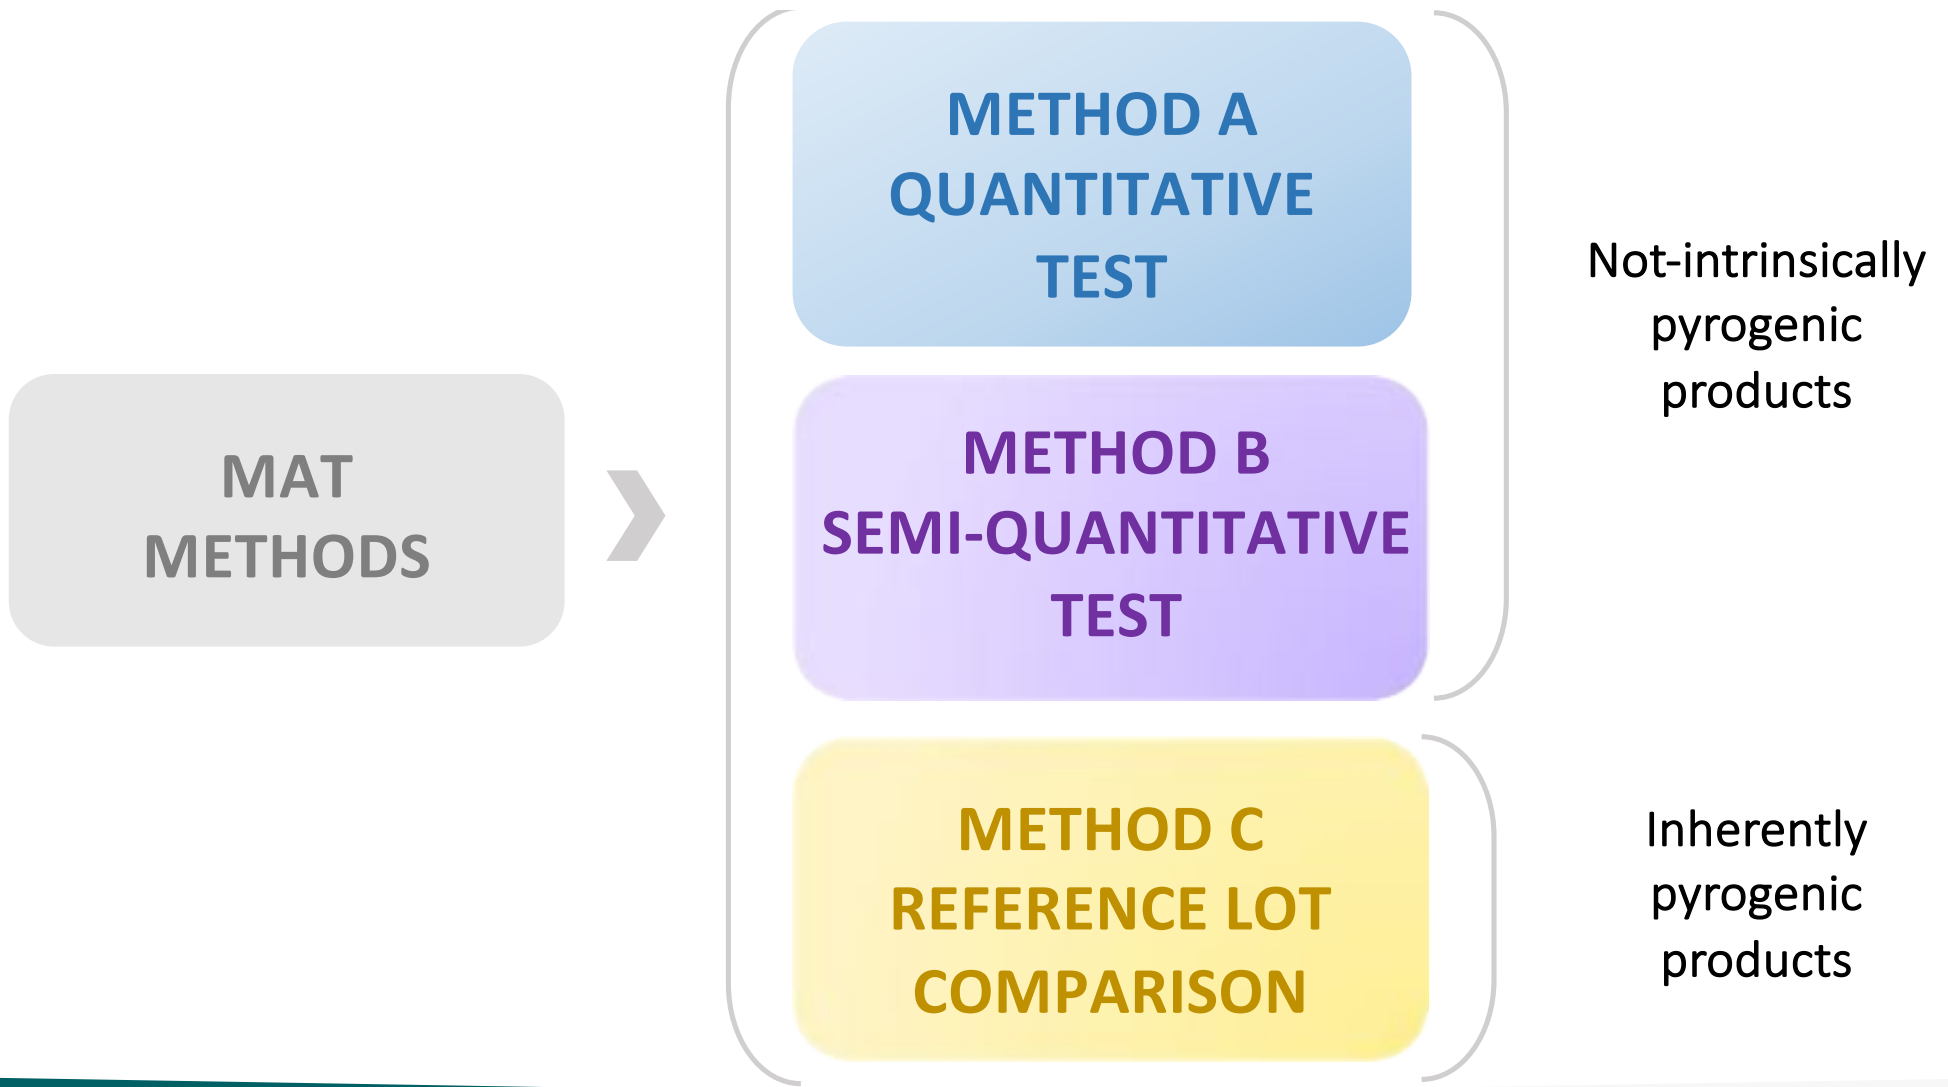 MAT
METHODS
METHOD A
QUANTITATIVE
TEST
METHOD B
SEMI-QUANTITATIVE
TEST
METHOD C
REFERENCE LOT
COMPARISON
Not-intrinsically
pyrogenic
products
Inherently
pyrogenic
products